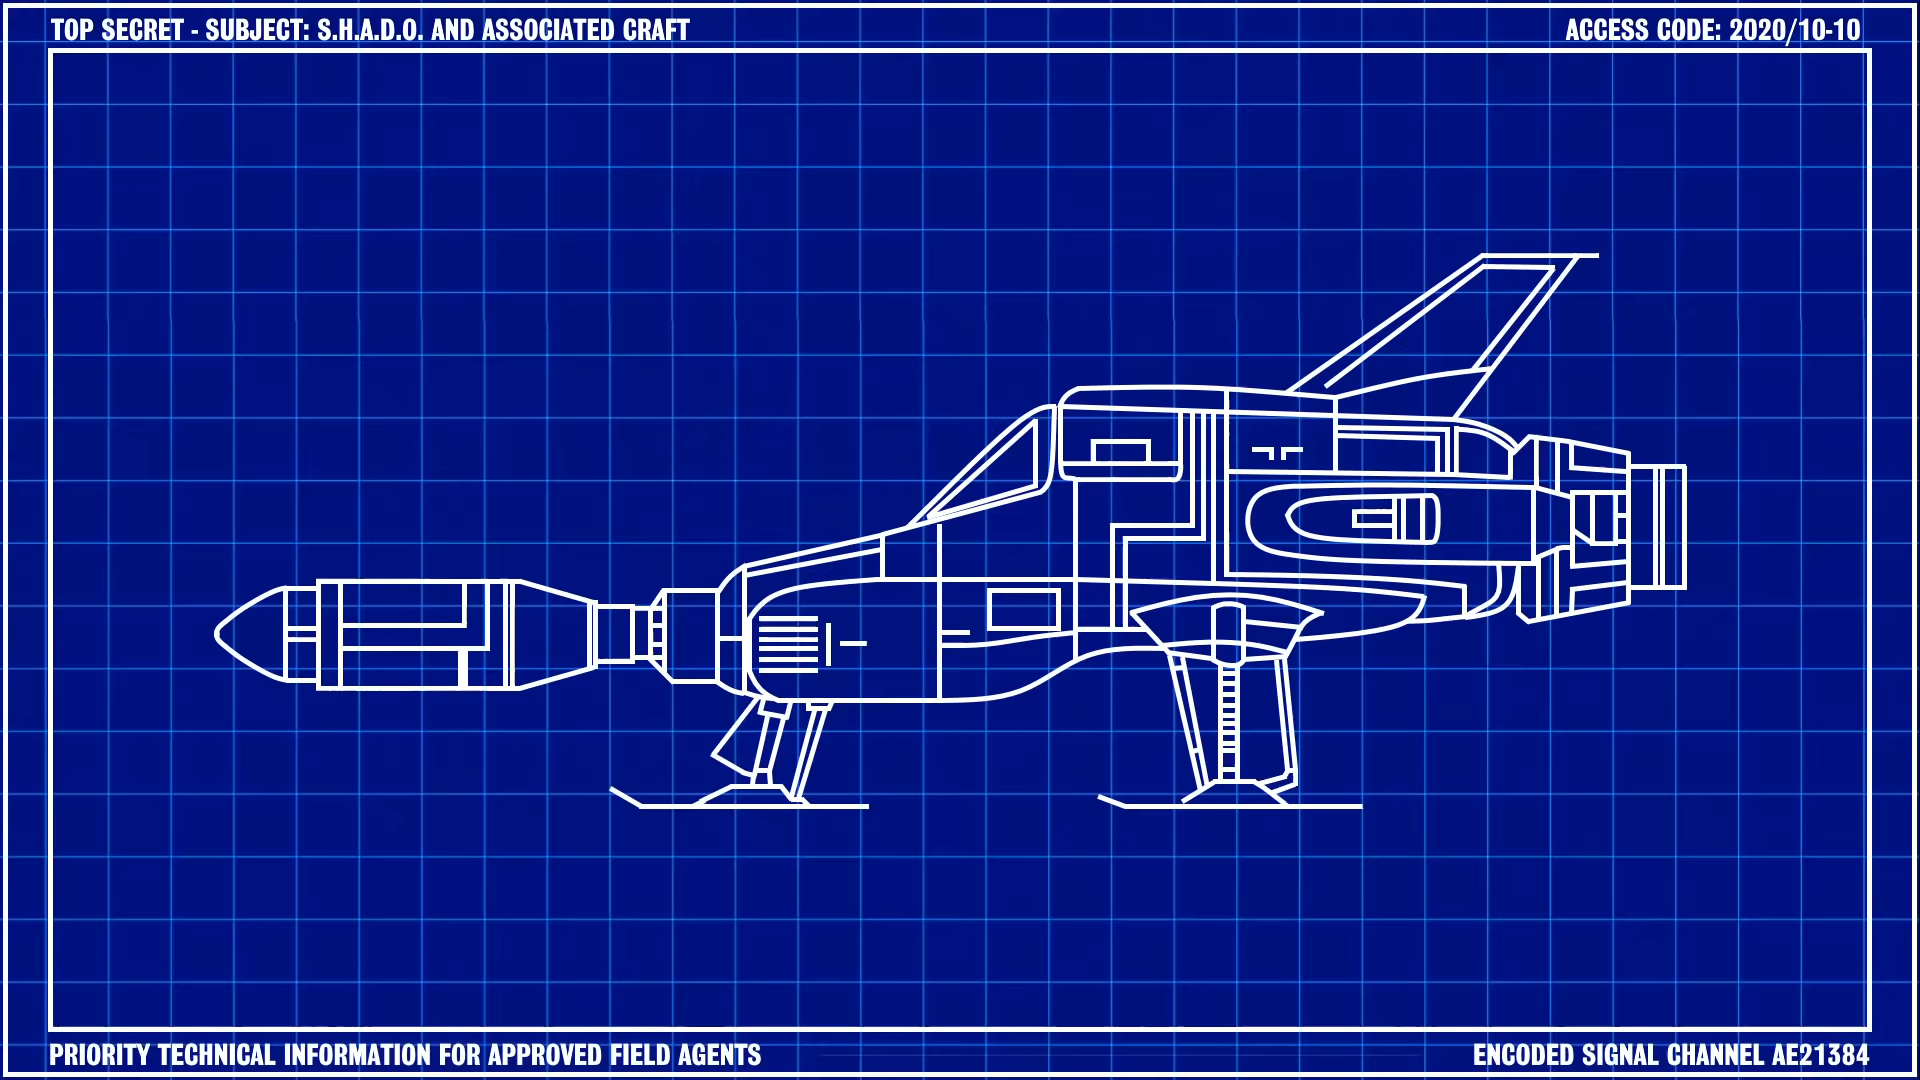 TOP SECRET - SUBJECT: S.H.A.D.O. AND ASSOCIATED CRAFT
ACCESS CODE: 2020/10-10
PRIORITY TECHNICAL INFORMATION FOR APPROVED FIELD AGENTS
ENCODED SIGNAL CHANNEL AE21384